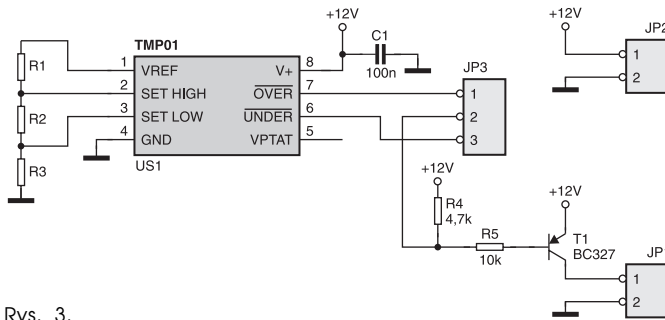 +12V
+12V
TMP01
C1
100n
JP2
R1
1
VREF
V+
8
JP3
1
2
2
SET HIGH
OVER
7
1
R2
3
SET LOW
UNDER
6
2
4
GND
VPTAT
5
3
R3
US1
+12V
+12V
R4
4,7k
R5
10k
T1
BC327
JP1
1
2
Rys. 3.